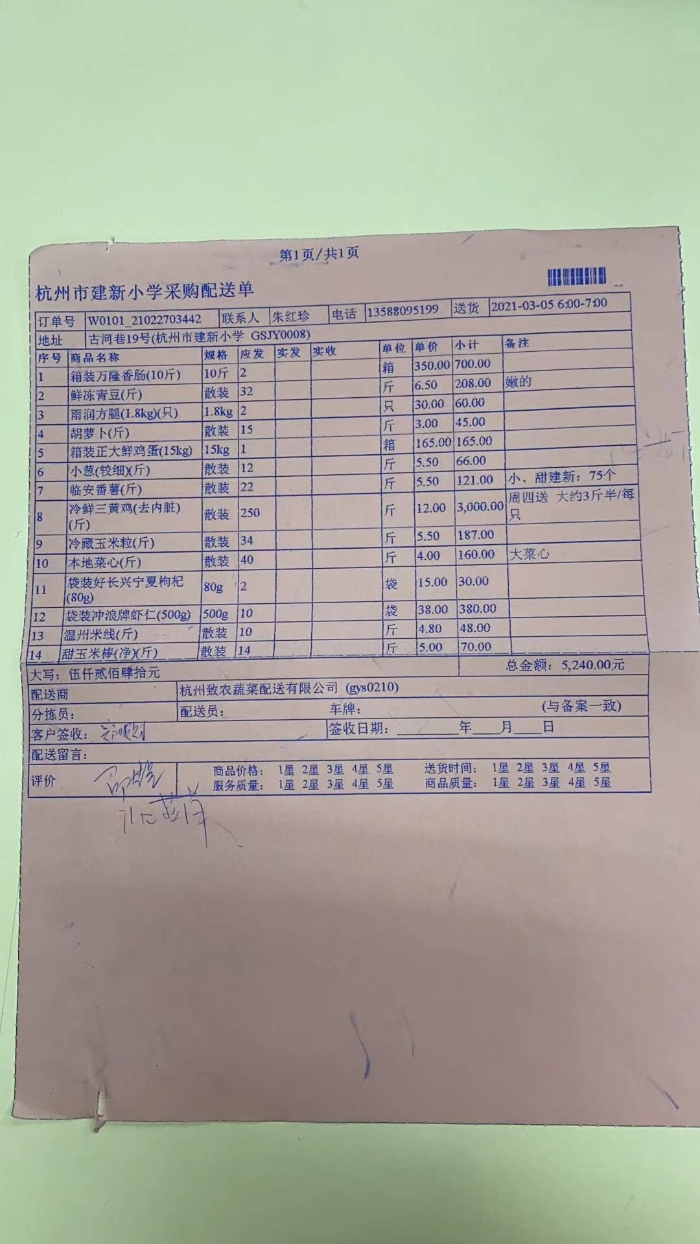 第1页/共1页
杭州市建新小学采购配送单
订单号 W0101_21022703442 联系人 朱红珍 电话 13588095199 送货 2021-03-05 6:00-7:00
地址 古河巷19号(杭州市建新小学 GSJY0008)
序号 商品名称 规格 应发 实发 实收 单位 单价 小计 备注
1 箱装万隆香肠(10斤) 10斤 2 箱 350.00 700.00
2 鲜冻青豆(斤) 散装 32 斤 6.50 208.00 嫩的
3 雨润方腿(1.8kg)(只) 1.8kg 2 只 30.00 60.00
4 胡萝卜(斤) 散装 15 斤 3.00 45.00
5 箱装正大鲜鸡蛋(15kg) 15kg 1 箱 165.00 165.00
6 小葱(较细)(斤) 散装 12 斤 5.50 66.00
7 临安番薯(斤) 散装 22 斤 5.50 121.00 小、甜建新：75个
8 冷鲜三黄鸡(去内脏) 散装 250 斤 12.00 3,000.00 周四送 大约3斤半/每
(斤) 只
9 冷藏玉米粒(斤) 散装 34 斤 5.50 187.00
10 本地菜心(斤) 散装 40 斤 4.00 160.00 大菜心
11 袋装好长兴宁夏枸杞 80g 2 袋 15.00 30.00
(80g)
12 袋装冲浪牌虾仁(500g) 500g 10 袋 38.00 380.00
13 温州米线(斤) 散装 10 斤 4.80 48.00
14 甜玉米棒(净)(斤) 散装 14 斤 5.00 70.00
大写：伍仟贰佰肆拾元 总金额：5,240.00元
配送商 杭州致农蔬菜配送有限公司 (gys0210)
分拣员： 配送员： 车牌： (与备案一致)
客户签收： 签收日期：________年____月____日
配送留言：
评价 商品价格： 1星 2星 3星 4星 5星 送货时间： 1星 2星 3星 4星 5星
服务质量： 1星 2星 3星 4星 5星 商品质量： 1星 2星 3星 4星 5星